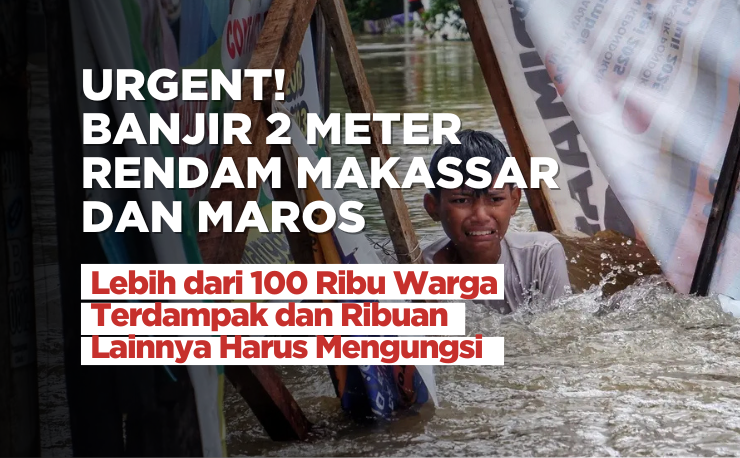 URGENT!
BANJIR 2 METER
RENDAM MAKASSAR
DAN MAROS
Lebih dari 100 Ribu Warga
Terdampak dan Ribuan
Lainnya Harus Mengungsi